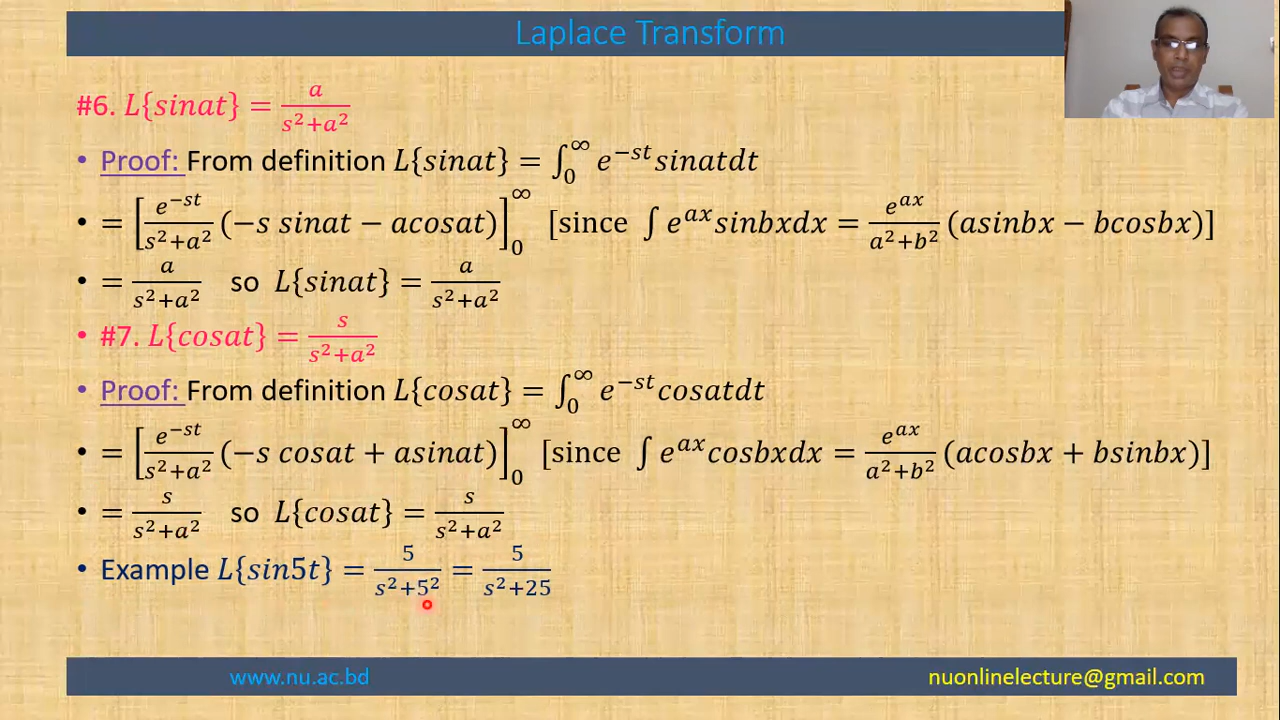 Laplace Transform
#6. L{sinat} = a/(s²+a²)
• Proof: From definition L{sinat} = ∫₀^∞ e^(−st) sinatdt
• = [e^(−st)/(s²+a²) (−s sinat − acosat)]₀^∞ [since ∫ e^(ax) sinbxdx = e^(ax)/(a²+b²) (asinbx − bcosbx)]
• = a/(s²+a²) so L{sinat} = a/(s²+a²)
• #7. L{cosat} = s/(s²+a²)
• Proof: From definition L{cosat} = ∫₀^∞ e^(−st) cosatdt
• = [e^(−st)/(s²+a²) (−s cosat + asinat)]₀^∞ [since ∫ e^(ax) cosbxdx = e^(ax)/(a²+b²) (acosbx + bsinbx)]
• = s/(s²+a²) so L{cosat} = s/(s²+a²)
• Example L{sin5t} = 5/(s²+5²) = 5/(s²+25)
www.nu.ac.bd
nuonlinelecture@gmail.com